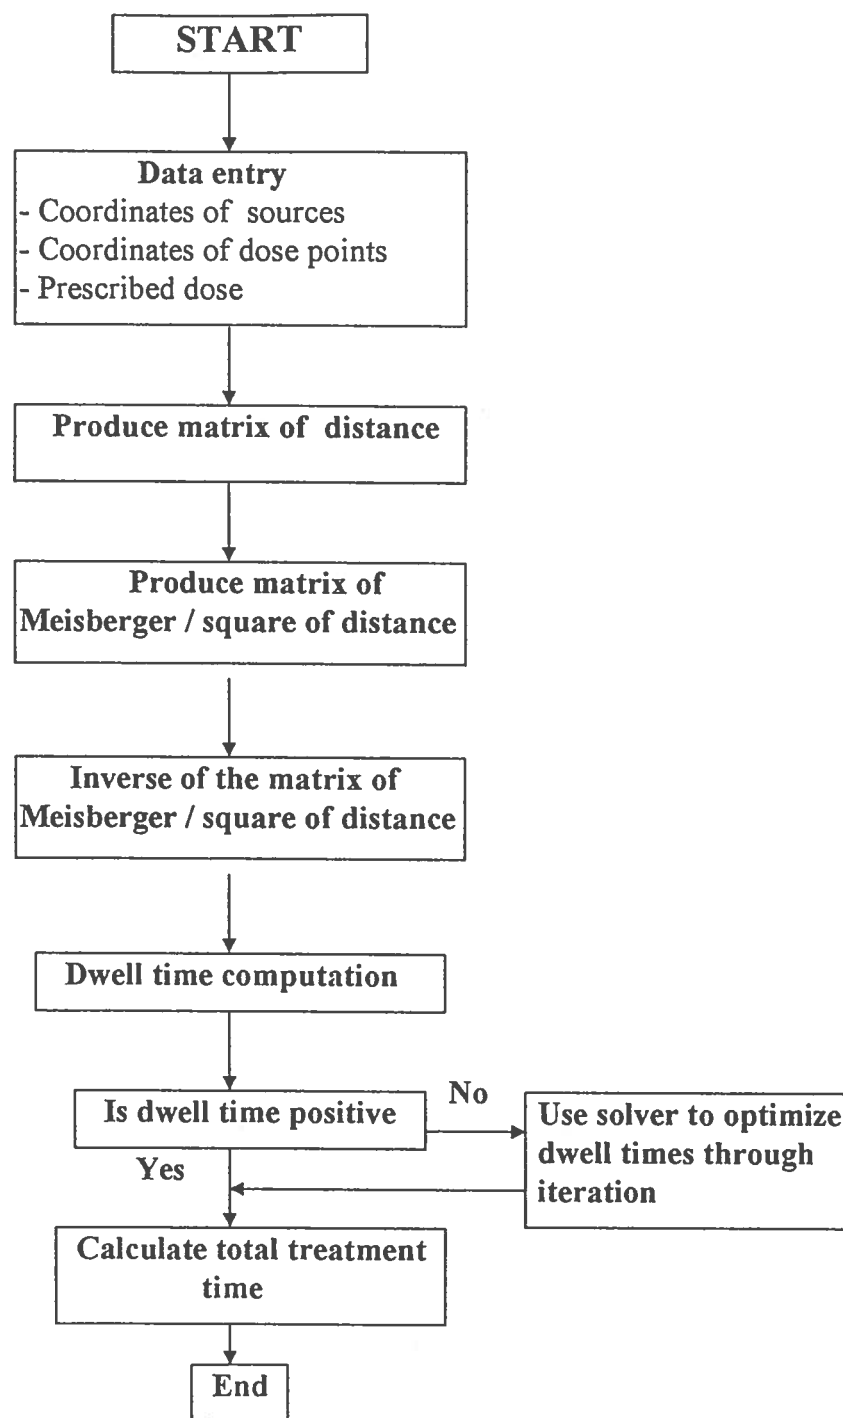 START
Data entry
- Coordinates of sources
- Coordinates of dose points
- Prescribed dose
Produce matrix of distance
Produce matrix of
Meisberger / square of distance
Inverse of the matrix of
Meisberger / square of distance
Dwell time computation
Is dwell time positive
No
Use solver to optimize
dwell times through
iteration
Yes
Calculate total treatment
time
End